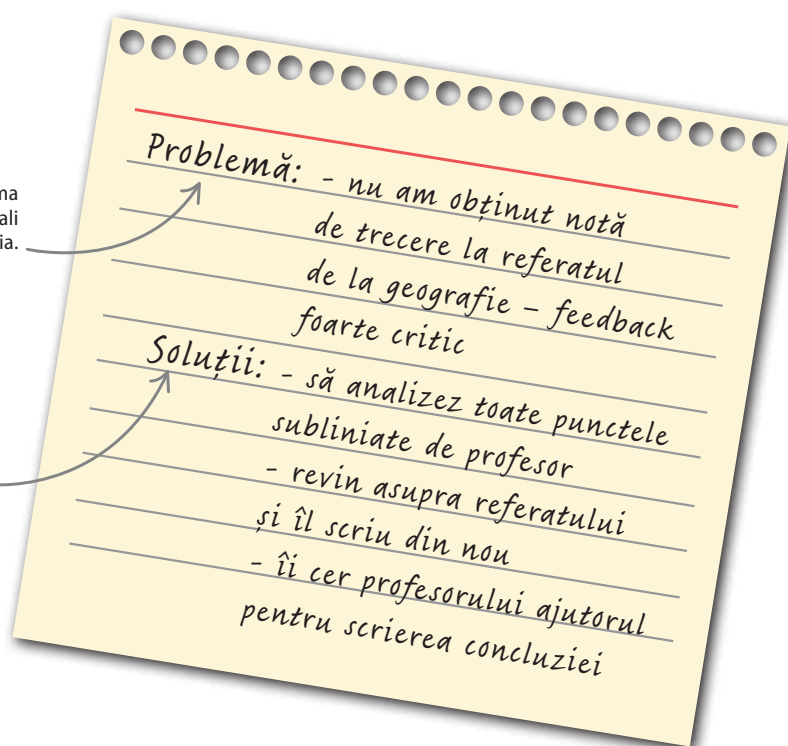 Problemă: - nu am obținut notă
de trecere la referatul
de la geografie – feedback
foarte critic
Soluții: - să analizez toate punctele
subliniate de profesor
- revin asupra referatului
și îl scriu din nou
- îi cer profesorului ajutorul
pentru scrierea concluziei
ma
ali
ia.